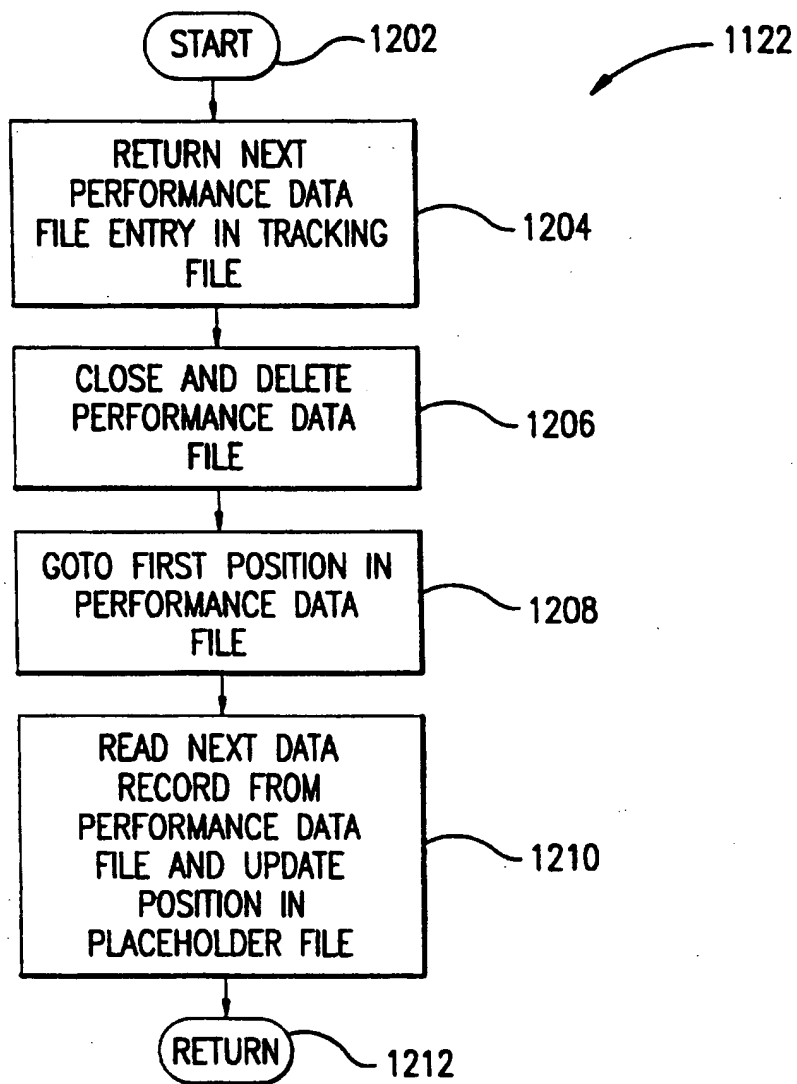 START
1202
1122
RETURN NEXT
PERFORMANCE DATA
FILE ENTRY IN TRACKING
FILE
1204
CLOSE AND DELETE
PERFORMANCE DATA
FILE
1206
GOTO FIRST POSITION IN
PERFORMANCE DATA
FILE
1208
READ NEXT DATA
RECORD FROM
PERFORMANCE DATA
FILE AND UPDATE
POSITION IN
PLACEHOLDER FILE
1210
RETURN
1212